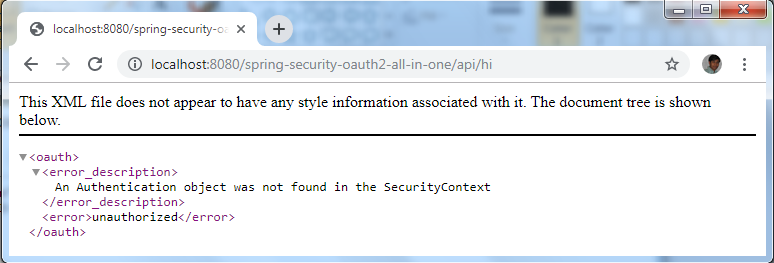 localhost:8080/spring-security-oa
localhost:8080/spring-security-oauth2-all-in-one/api/hi
This XML file does not appear to have any style information associated with it. The document tree is shown
below.
<oauth>
<error_description>
An Authentication object was not found in the SecurityContext
</error_description>
<error>unauthorized</error>
</oauth>